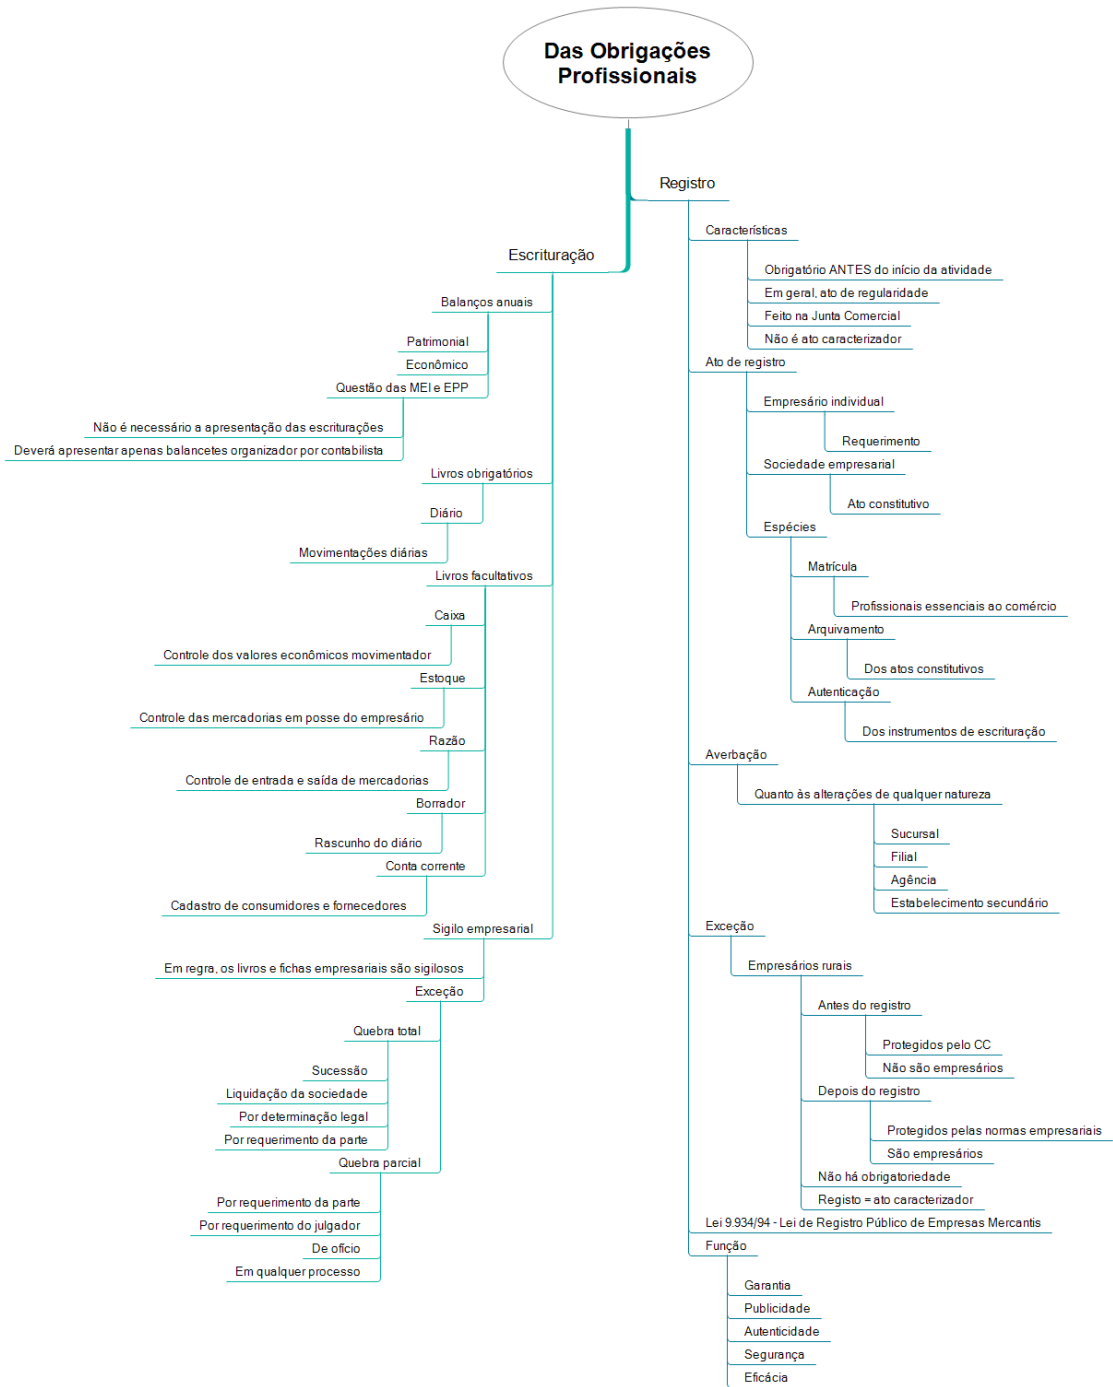 Das Obrigações
Profissionais
Registro
Características
Obrigatório ANTES do início da atividade
Em geral, ato de regularidade
Feito na Junta Comercial
Não é ato caracterizador
Ato de registro
Empresário individual
Requerimento
Sociedade empresarial
Ato constitutivo
Espécies
Matrícula
Profissionais essenciais ao comércio
Arquivamento
Dos atos constitutivos
Autenticação
Dos instrumentos de escrituração
Averbação
Quanto às alterações de qualquer natureza
Sucursal
Filial
Agência
Estabelecimento secundário
Exceção
Empresários rurais
Antes do registro
Protegidos pelo CC
Não são empresários
Depois do registro
Protegidos pelas normas empresariais
São empresários
Não há obrigatoriedade
Registo = ato caracterizador
Lei 9.934/94 - Lei de Registro Público de Empresas Mercantis
Função
Garantia
Publicidade
Autenticidade
Segurança
Eficácia
Escrituração
Balanços anuais
Patrimonial
Econômico
Questão das MEI e EPP
Não é necessário a apresentação das escriturações
Deverá apresentar apenas balancetes organizador por contabilista
Livros obrigatórios
Diário
Movimentações diárias
Livros facultativos
Caixa
Controle dos valores econômicos movimentador
Estoque
Controle das mercadorias em posse do empresário
Razão
Controle de entrada e saída de mercadorias
Borrador
Rascunho do diário
Conta corrente
Cadastro de consumidores e fornecedores
Sigilo empresarial
Em regra, os livros e fichas empresariais são sigilosos
Exceção
Quebra total
Sucessão
Liquidação da sociedade
Por determinação legal
Por requerimento da parte
Quebra parcial
Por requerimento da parte
Por requerimento do julgador
De ofício
Em qualquer processo